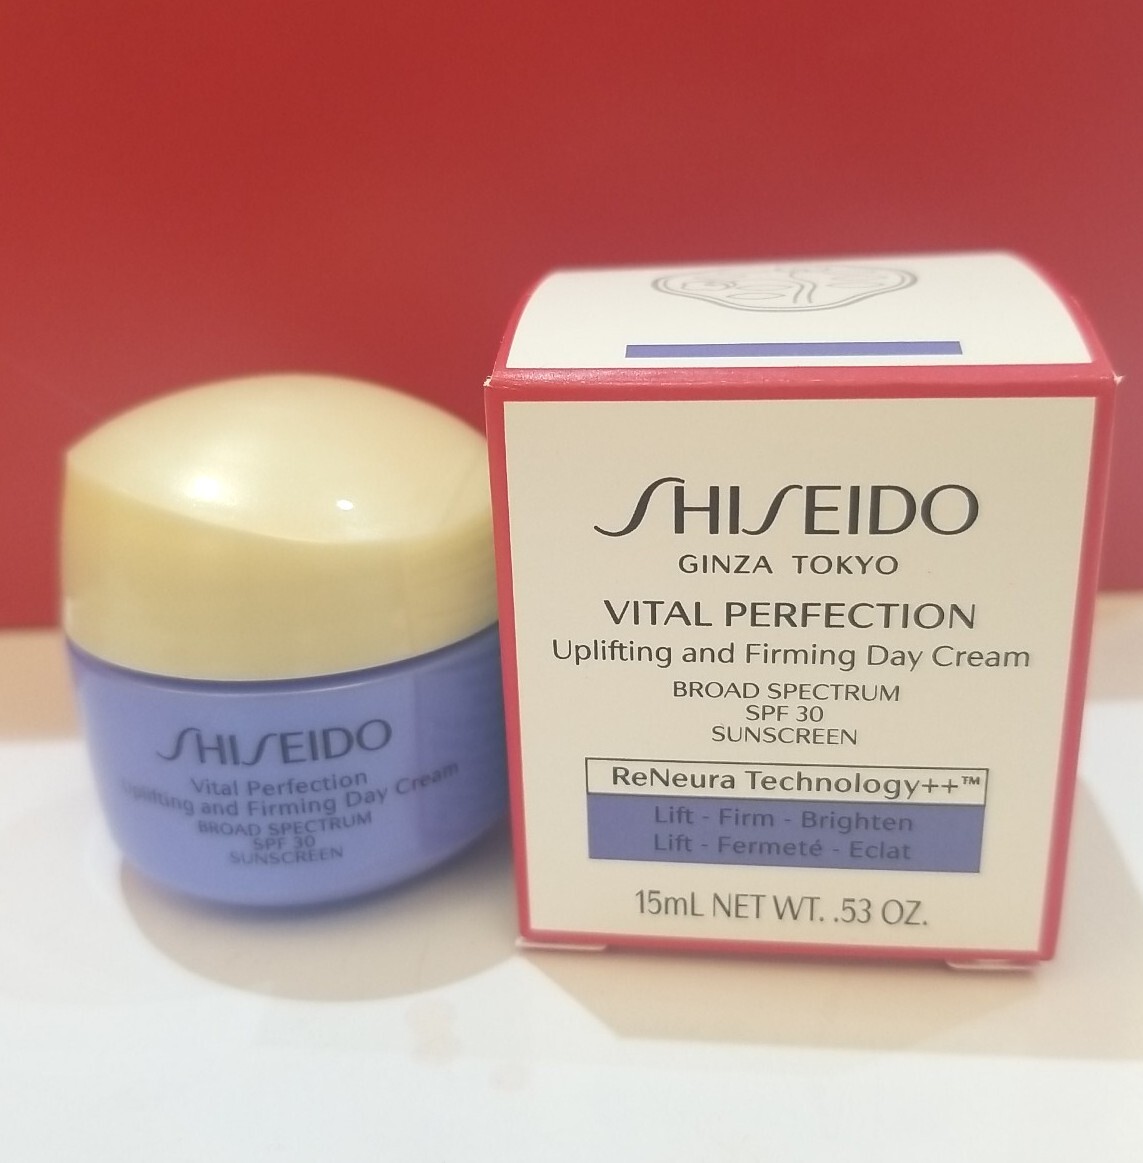 SHISEIDO
Vital Perfection
Uplifting and Firming Day Cream
BROAD SPECTRUM
SPF 30
SUNSCREEN
SHISEIDO
GINZA TOKYO
VITAL PERFECTION
Uplifting and Firming Day Cream
BROAD SPECTRUM
SPF 30
SUNSCREEN
ReNeura Technology++™
Lift - Firm - Brighten
Lift - Fermeté - Eclat
15mL NET WT. .53 OZ.